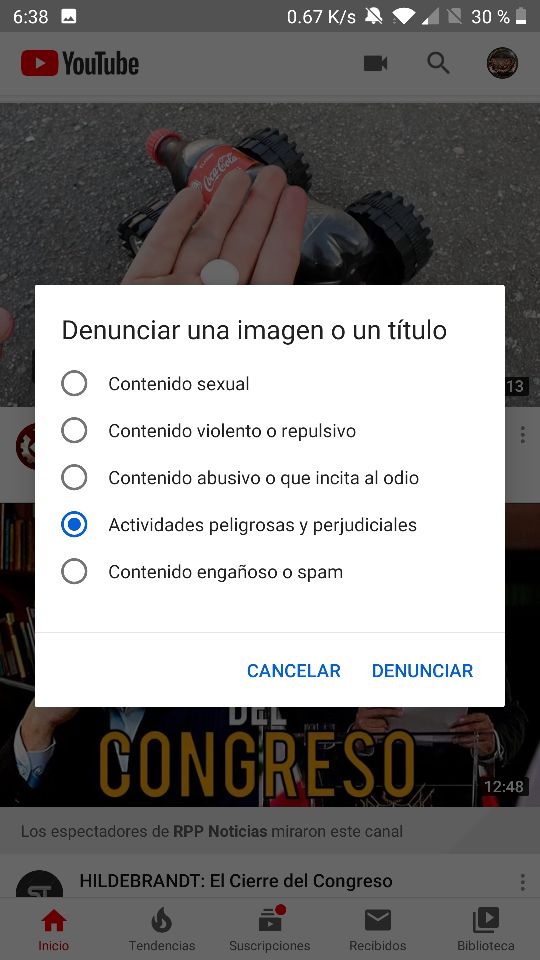 6:38
0.67 K/s
30 %
YouTube
Coca-Cola
Denunciar una imagen o un título
Contenido sexual
13
Contenido violento o repulsivo
Contenido abusivo o que incita al odio
Actividades peligrosas y perjudiciales
Contenido engañoso o spam
CANCELAR
DENUNCIAR
DEL
CONGRESO
12:48
Los espectadores de RPP Noticias miraron este canal
ST
HILDEBRANDT: El Cierre del Congreso
Inicio
Tendencias
Suscripciones
Recibidos
Biblioteca